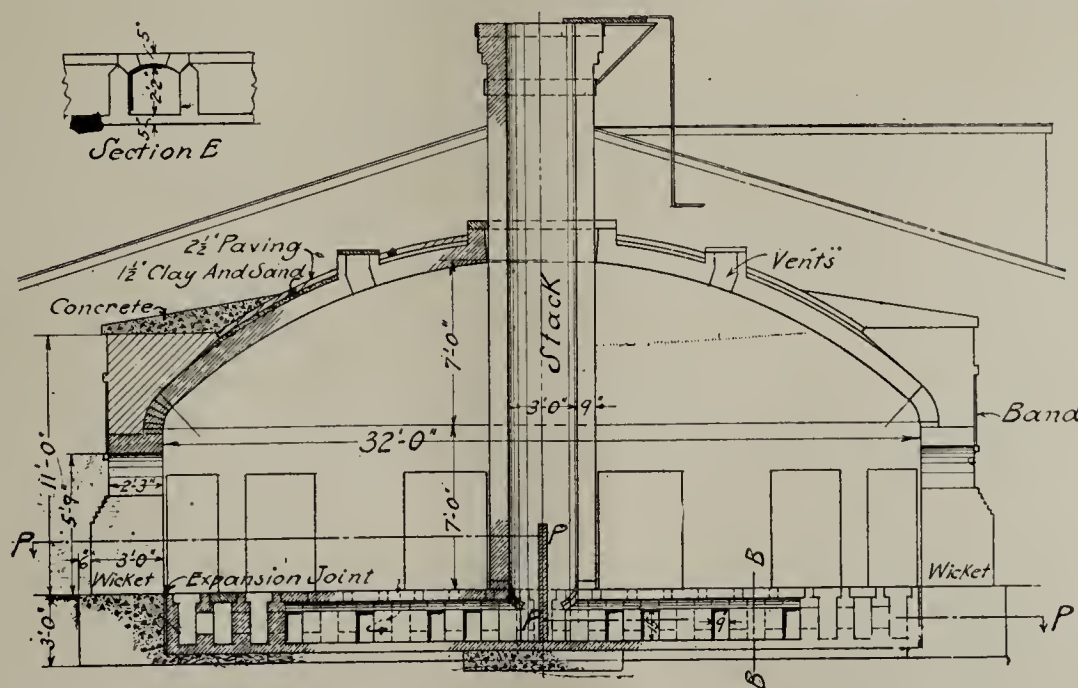 5"
2'2"
5"
Section E
2½" Paving
1½" Clay And Sand
Concrete
Vents
Stack
7'-0"
3'-0" 9"
32'-0"
Band
11'-0"
5'-9"
2'-3"
7'-0"
P
P
B
6" 3'-0"
Wicket
Expansion Joint
Wicket
3'-0"
9"
P
B